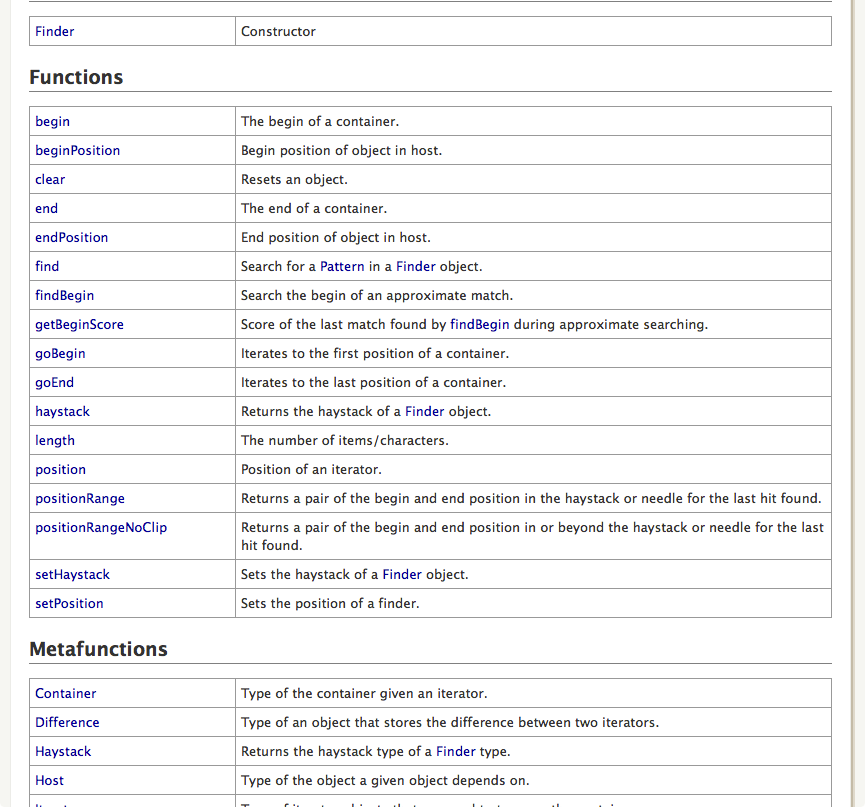 Finder Constructor
Functions
begin The begin of a container.
beginPosition Begin position of object in host.
clear Resets an object.
end The end of a container.
endPosition End position of object in host.
find Search for a Pattern in a Finder object.
findBegin Search the begin of an approximate match.
getBeginScore Score of the last match found by findBegin during approximate searching.
goBegin Iterates to the first position of a container.
goEnd Iterates to the last position of a container.
haystack Returns the haystack of a Finder object.
length The number of items/characters.
position Position of an iterator.
positionRange Returns a pair of the begin and end position in the haystack or needle for the last hit found.
positionRangeNoClip Returns a pair of the begin and end position in or beyond the haystack or needle for the last
hit found.
setHaystack Sets the haystack of a Finder object.
setPosition Sets the position of a finder.
Metafunctions
Container Type of the container given an iterator.
Difference Type of an object that stores the difference between two iterators.
Haystack Returns the haystack type of a Finder type.
Host Type of the object a given object depends on.